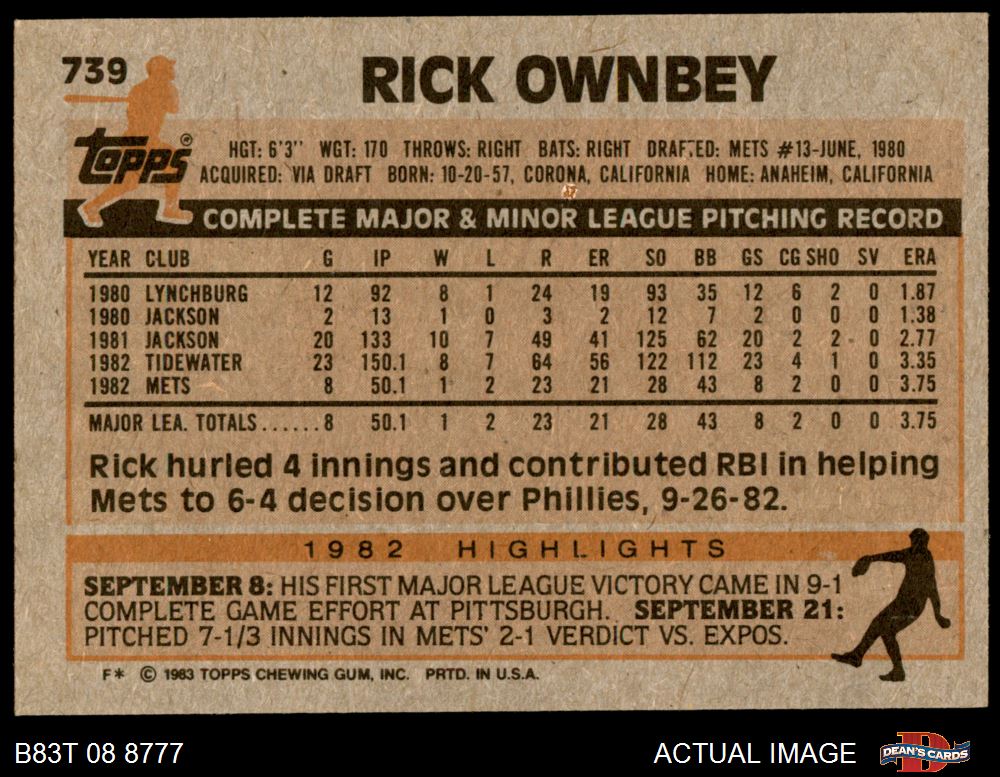 739 RICK OWNBEY
Topps®
HGT: 6'3" WGT: 170 THROWS: RIGHT BATS: RIGHT DRAFTED: METS #13-JUNE, 1980
ACQUIRED: VIA DRAFT BORN: 10-20-57, CORONA, CALIFORNIA HOME: ANAHEIM, CALIFORNIA
COMPLETE MAJOR & MINOR LEAGUE PITCHING RECORD
YEAR CLUB G IP W L R ER SO BB GS CG SHO SV ERA
1980 LYNCHBURG 12 92 8 1 24 19 93 35 12 6 2 0 1.87
1980 JACKSON 2 13 1 0 3 2 12 7 2 0 0 0 1.38
1981 JACKSON 20 133 10 7 49 41 125 62 20 2 2 0 2.77
1982 TIDEWATER 23 150.1 8 7 64 56 122 112 23 4 1 0 3.35
1982 METS 8 50.1 1 2 23 21 28 43 8 2 0 0 3.75
MAJOR LEA. TOTALS......8 50.1 1 2 23 21 28 43 8 2 0 0 3.75
Rick hurled 4 innings and contributed RBI in helping
Mets to 6-4 decision over Phillies, 9-26-82.
1982 HIGHLIGHTS
SEPTEMBER 8: HIS FIRST MAJOR LEAGUE VICTORY CAME IN 9-1
COMPLETE GAME EFFORT AT PITTSBURGH. SEPTEMBER 21:
PITCHED 7-1/3 INNINGS IN METS' 2-1 VERDICT VS. EXPOS.
F* © 1983 TOPPS CHEWING GUM, INC. PRTD. IN U.S.A.
B83T 08 8777 ACTUAL IMAGE DEAN'S CARDS